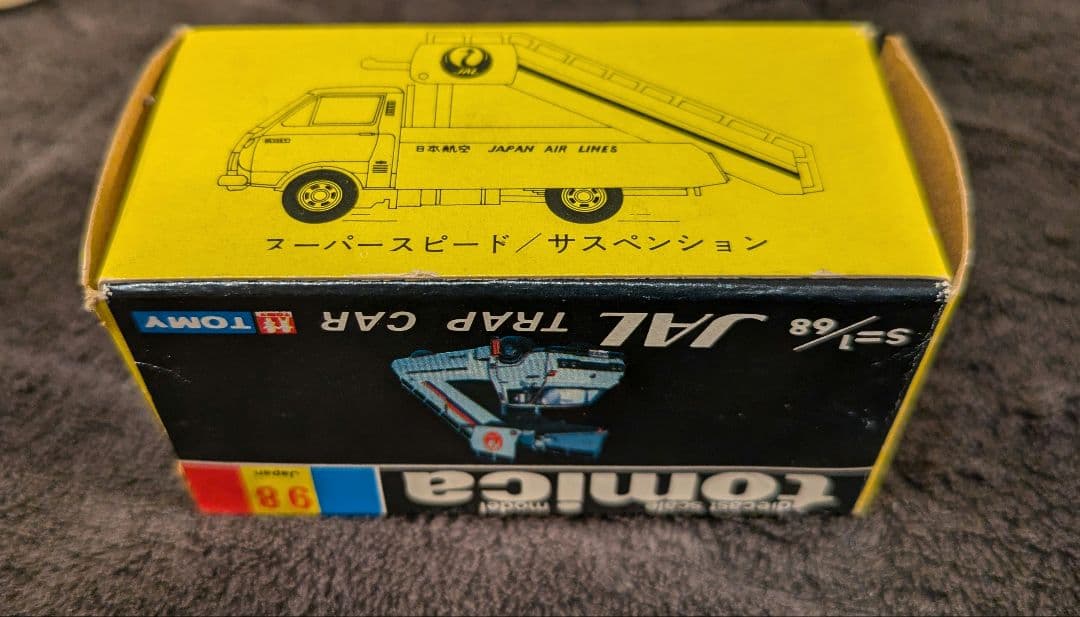 JAL
日本航空 JAPAN AIR LINES
スーパースピード/サスペンション
tomica
diecast scale model
98
Japan
S=1/68 JAL TRAP CAR TOMY